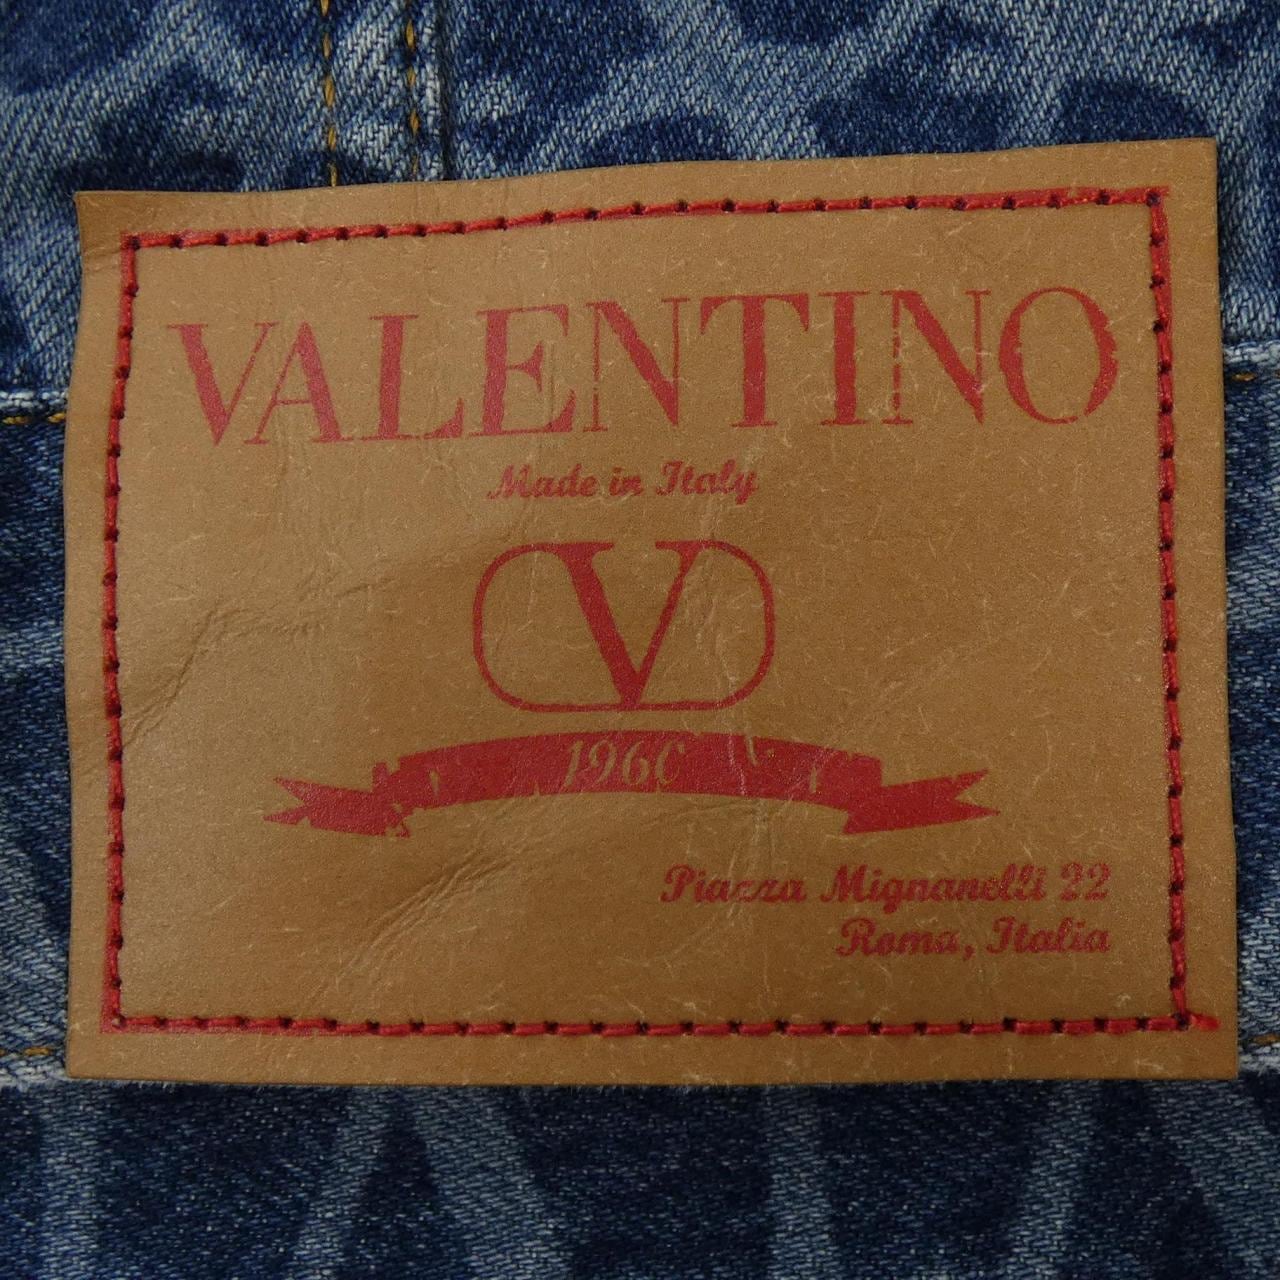 VALENTINO
Made in Italy
V
1960
Piazza Mignanelli 22
Roma, Italia